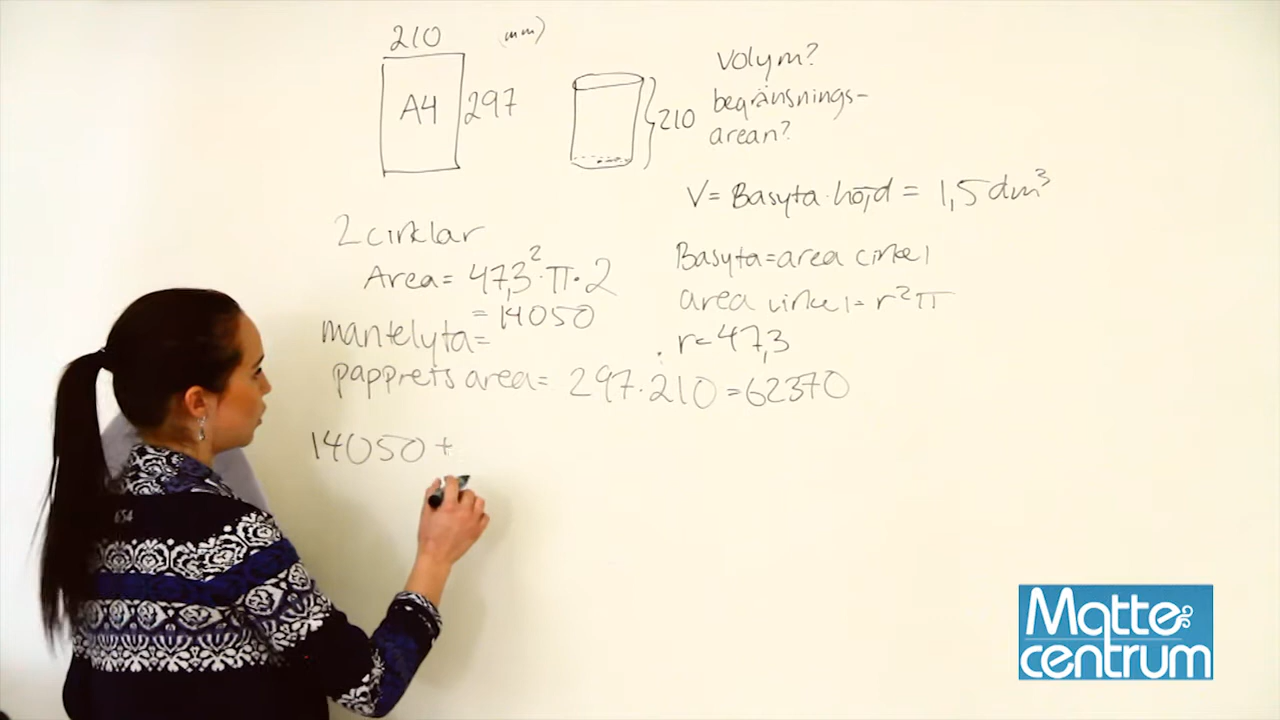 210 (mm)
A4
297
210
volym?
begränsnings-
arean?
V= Basyta · höjd = 1,5 dm³
2 cirklar
Area= 47,3²·π·2
= 14050
mantelyta=
papprets area= 297·210=62370
14050 +
Basyta=area cirkel
area cirkel= r²π
r= 47,3
654
Matte
centrum